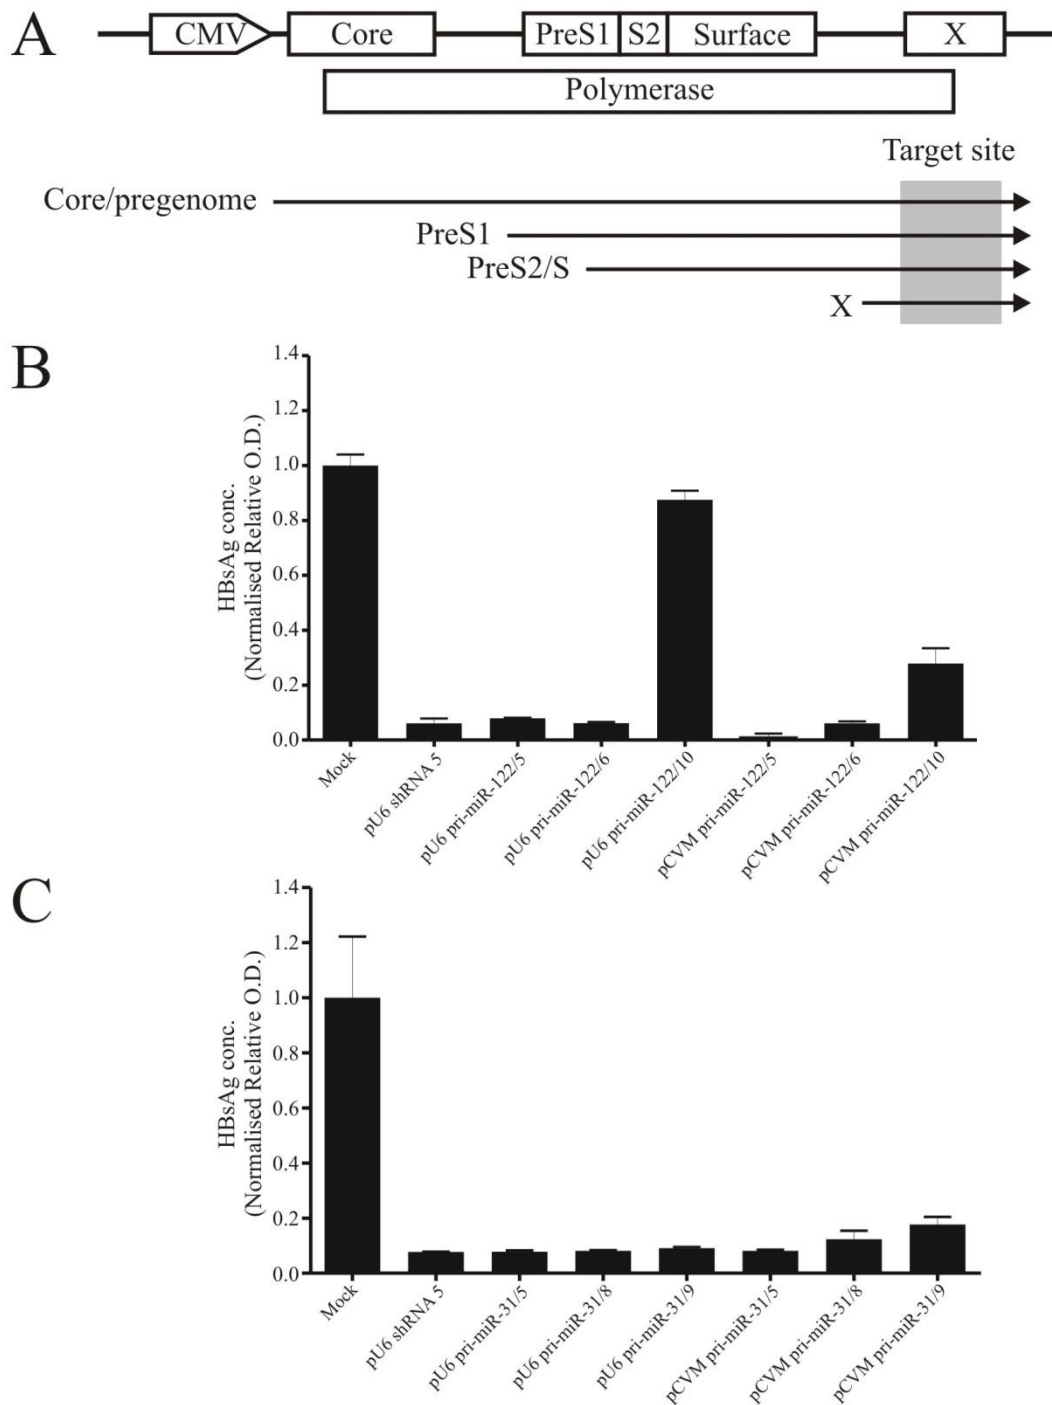 A
CMV
Core
PreS1
S2
Surface
X
Polymerase
Target site
Core/pregenome
PreS1
PreS2/S
X
B
HBsAg conc.
(Normalised Relative O.D.)
1.4
1.2
1.0
0.8
0.6
0.4
0.2
0.0
Mock
pU6 shRNA 5
pU6 pri-miR-122/5
pU6 pri-miR-122/6
pU6 pri-miR-122/10
pCVM pri-miR-122/5
pCVM pri-miR-122/6
pCVM pri-miR-122/10
C
HBsAg conc.
(Normalised Relative O.D.)
1.4
1.2
1.0
0.8
0.6
0.4
0.2
0.0
Mock
pU6 shRNA 5
pU6 pri-miR-31/5
pU6 pri-miR-31/8
pU6 pri-miR-31/9
pCVM pri-miR-31/5
pCVM pri-miR-31/8
pCVM pri-miR-31/9